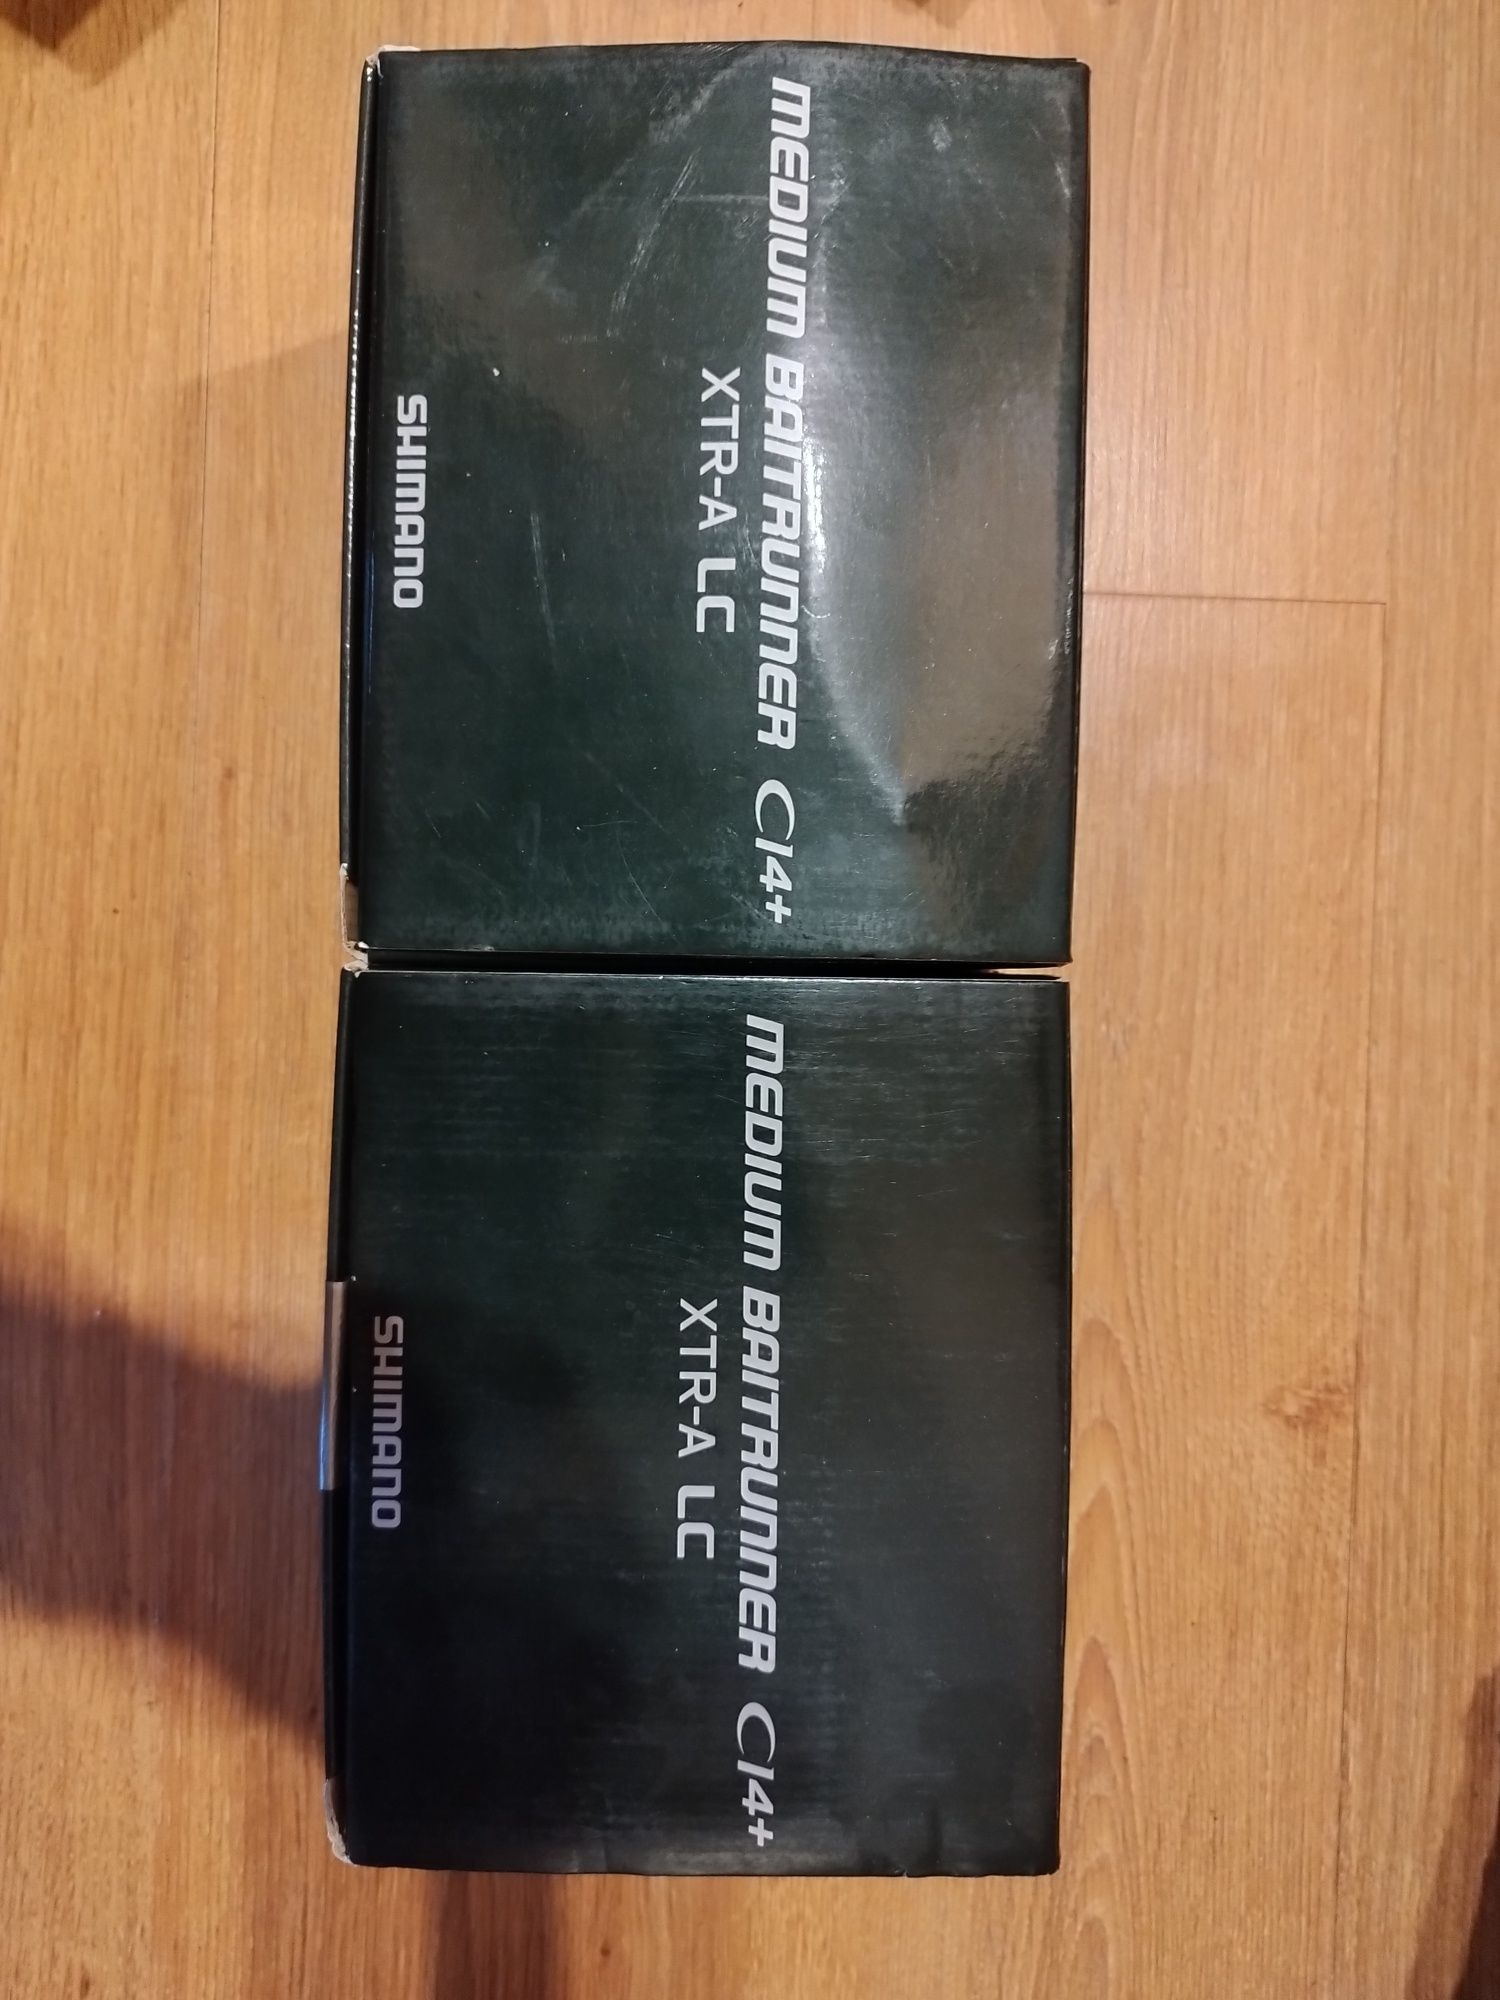 MEDIUM BAITRUNNER CI4+
XTR-A LC
SHIMANO
MEDIUM BAITRUNNER CI4+
XTR-A LC
SHIMANO